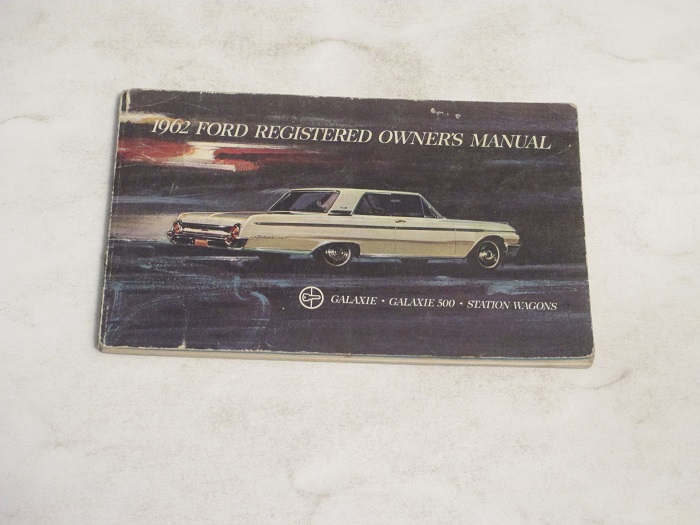 1962 FORD REGISTERED OWNER'S MANUAL
GALAXIE • GALAXIE 500 • STATION WAGONS